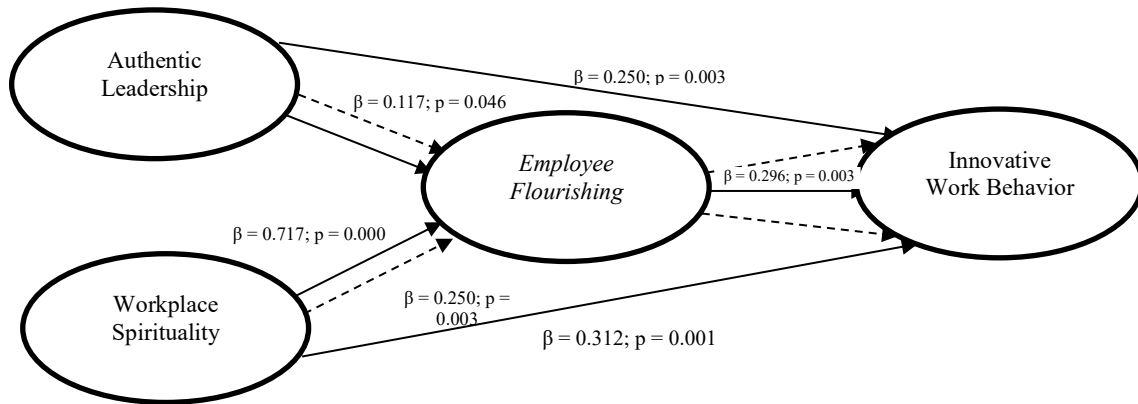 Authentic
Leadership
β = 0.250; p = 0.003
β = 0.117; p = 0.046
Employee
Flourishing
β = 0.296; p = 0.003
Innovative
Work Behavior
β = 0.717; p = 0.000
Workplace
Spirituality
β = 0.250; p =
0.003
β = 0.312; p = 0.001